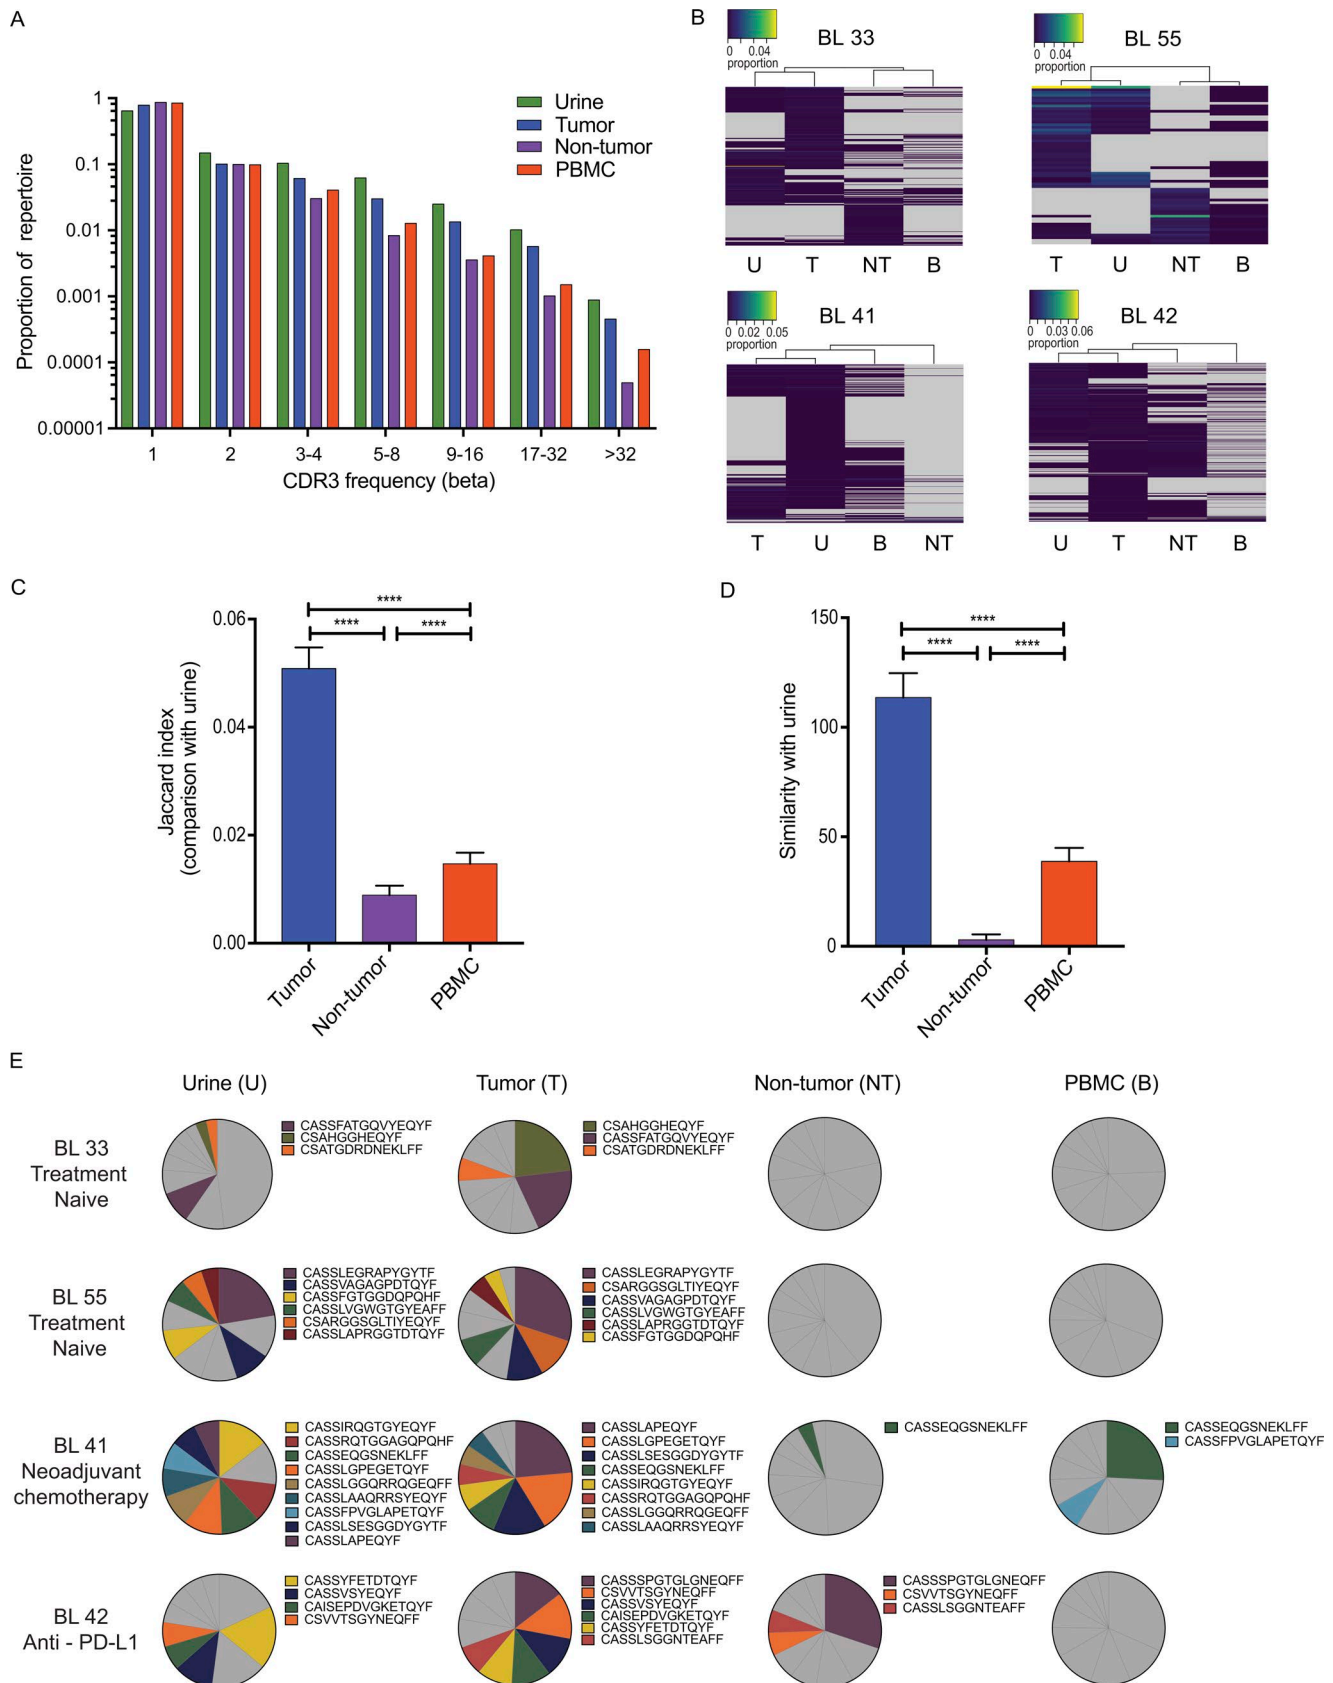 A
1
0.1
0.01
0.001
0.0001
0.00001
Proportion of repertoire
Urine
Tumor
Non-tumor
PBMC
1 2 3-4 5-8 9-16 17-32 >32
CDR3 frequency (beta)
B
0 0.04
proportion
BL 33
U T NT B
0 0.04
proportion
BL 55
T U NT B
0 0.02 0.05
proportion
BL 41
T U B NT
0 0.03 0.06
proportion
BL 42
U T NT B
C
Jaccard index
(comparison with urine)
0.06
0.04
0.02
0.00
****
**** ****
Tumor
Non-tumor
PBMC
D
Similarity with urine
150
100
50
0
****
**** ****
Tumor
Non-tumor
PBMC
E
Urine (U) Tumor (T) Non-tumor (NT) PBMC (B)
BL 33
Treatment
Naive
CASSFATGQVYEQYF
CSAHGGHEQYF
CSATGDRDNEKLFF
CSAHGGHEQYF
CASSFATGQVYEQYF
CSATGDRDNEKLFF
BL 55
Treatment
Naive
CASSLEGRAPYGYTF
CASSVAGAGPDTQYF
CASSFGTGGDQPQHF
CASSLVGWGTGYEAFF
CSARGGSGLTIYEQYF
CASSLAPRGGTDTQYF
CASSLEGRAPYGYTF
CSARGGSGLTIYEQYF
CASSVAGAGPDTQYF
CASSLVGWGTGYEAFF
CASSLAPRGGTDTQYF
CASSFGTGGDQPQHF
BL 41
Neoadjuvant
chemotherapy
CASSIRQGTGYEQYF
CASSRQTGGAGQPQHF
CASSEQGSNEKLFF
CASSLGPEGETQYF
CASSLGGQRRQGEQFF
CASSLAAQRRSYEQYF
CASSFPVGLAPETQYF
CASSLSESGGDYGYTF
CASSLAPEQYF
CASSLAPEQYF
CASSLGPEGETQYF
CASSLSESGGDYGYTF
CASSEQGSNEKLFF
CASSIRQGTGYEQYF
CASSRQTGGAGQPQHF
CASSLGGQRRQGEQFF
CASSLAAQRRSYEQYF
CASSEQGSNEKLFF
CASSEQGSNEKLFF
CASSFPVGLAPETQYF
BL 42
Anti - PD-L1
CASSYFETDTQYF
CASSVSYEQYF
CAISEPDVGKETQYF
CSVVTSGYNEQFF
CASSSPGTGLGNEQFF
CSVVTSGYNEQFF
CASSVSYEQYF
CAISEPDVGKETQYF
CASSYFETDTQYF
CASSLSGGNTEAFF
CASSSPGTGLGNEQFF
CSVVTSGYNEQFF
CASSLSGGNTEAFF